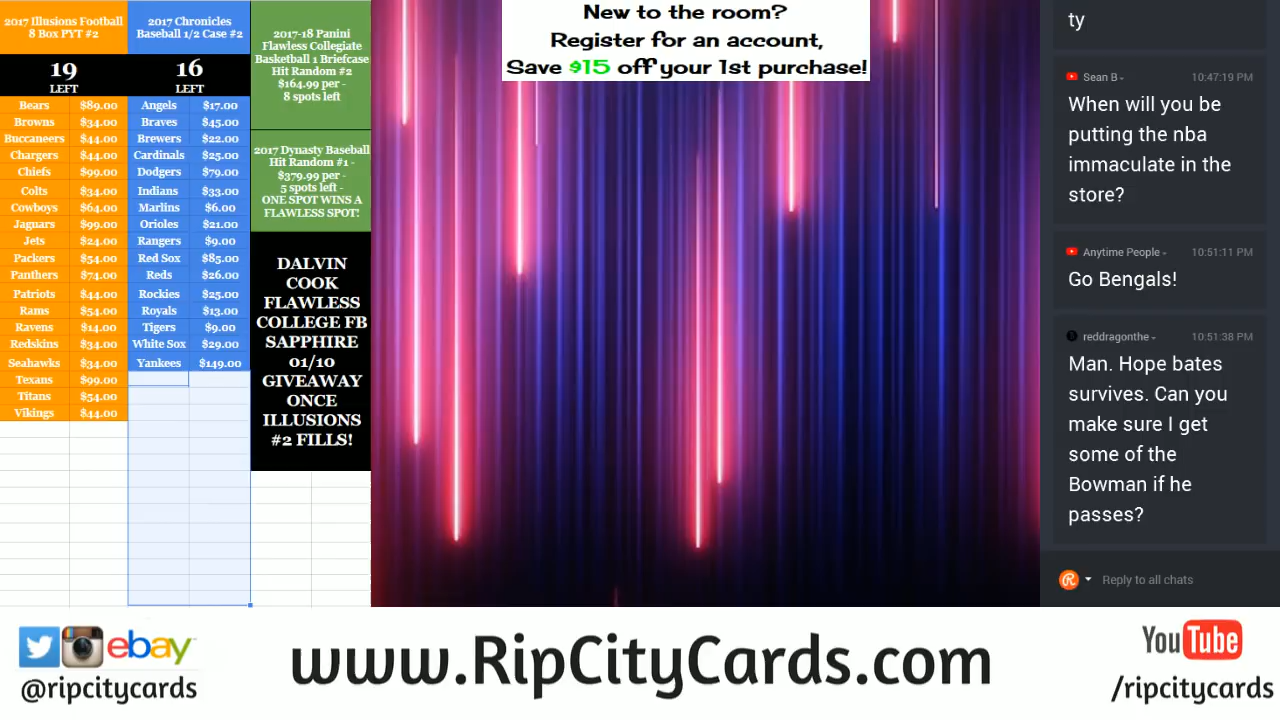 2017 Illusions Football
8 Box PYT #2
19
LEFT
Bears $89.00
Browns $34.00
Buccaneers $44.00
Chargers $44.00
Chiefs $99.00
Colts $34.00
Cowboys $64.00
Jaguars $99.00
Jets $24.00
Packers $54.00
Panthers $74.00
Patriots $44.00
Rams $54.00
Ravens $14.00
Redskins $34.00
Seahawks $34.00
Texans $99.00
Titans $54.00
Vikings $44.00
2017 Chronicles
Baseball 1/2 Case #2
16
LEFT
Angels $17.00
Braves $45.00
Brewers $22.00
Cardinals $25.00
Dodgers $79.00
Indians $33.00
Marlins $6.00
Orioles $21.00
Rangers $9.00
Red Sox $85.00
Reds $26.00
Rockies $25.00
Royals $13.00
Tigers $9.00
White Sox $29.00
Yankees $149.00
2017-18 Panini
Flawless Collegiate
Basketball 1 Briefcase
Hit Random #2
$164.99 per -
8 spots left
2017 Dynasty Baseball
Hit Random #1 -
$379.99 per -
5 spots left -
ONE SPOT WINS A
FLAWLESS SPOT!
DALVIN
COOK
FLAWLESS
COLLEGE FB
SAPPHIRE
01/10
GIVEAWAY
ONCE
ILLUSIONS
#2 FILLS!
New to the room?
Register for an account,
Save $15 off your 1st purchase!
ty
Sean B 10:47:19 PM
When will you be
putting the nba
immaculate in the
store?
Anytime People 10:51:11 PM
Go Bengals!
reddragonthe 10:51:38 PM
Man. Hope bates
survives. Can you
make sure I get
some of the
Bowman if he
passes?
R Reply to all chats
ebay
@ripcitycards
www.RipCityCards.com
YouTube
/ripcitycards